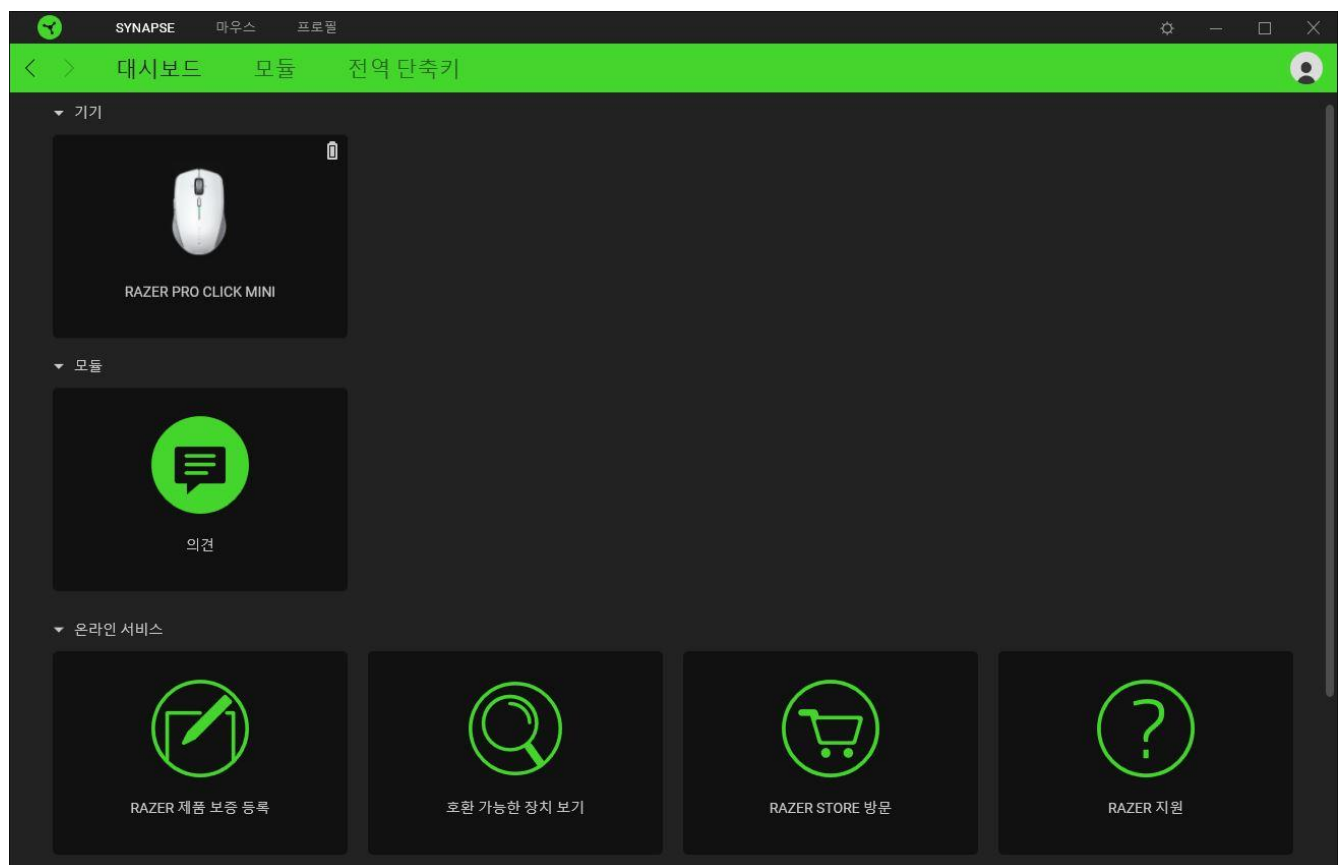 SYNAPSE 마우스 프로필
대시보드 모듈 전역 단축키
기기
RAZER PRO CLICK MINI
모듈
의견
온라인 서비스
RAZER 제품 보증 등록 호환 가능한 장치 보기 RAZER STORE 방문 RAZER 지원